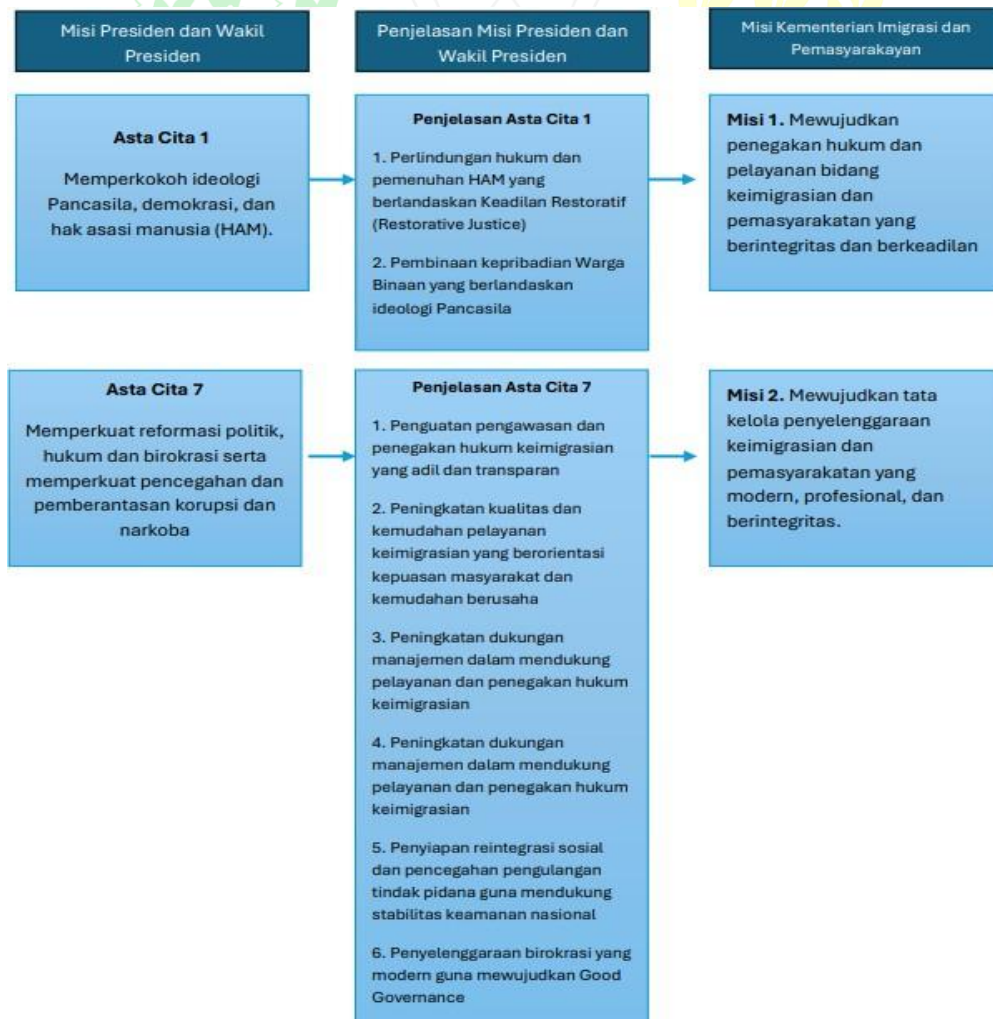 Misi Presiden dan Wakil
Presiden
Penjelasan Misi Presiden dan
Wakil Presiden
Misi Kementerian Imigrasi dan
Pemasyarakayan
Asta Cita 1
Memperkokoh ideologi
Pancasila, demokrasi, dan
hak asasi manusia (HAM).
Penjelasan Asta Cita 1
1. Perlindungan hukum dan
pemenuhan HAM yang
berlandaskan Keadilan Restoratif
(Restorative Justice)
2. Pembinaan kepribadian Warga
Binaan yang berlandaskan
ideologi Pancasila
Misi 1. Mewujudkan
penegakan hukum dan
pelayanan bidang
keimigrasian dan
pemasyarakatan yang
berintegritas dan berkeadilan
Asta Cita 7
Memperkuat reformasi politik,
hukum dan birokrasi serta
memperkuat pencegahan dan
pemberantasan korupsi dan
narkoba
Penjelasan Asta Cita 7
1. Penguatan pengawasan dan
penegakan hukum keimigrasian
yang adil dan transparan
2. Peningkatan kualitas dan
kemudahan pelayanan
keimigrasian yang berorientasi
kepuasan masyarakat dan
kemudahan berusaha
3. Peningkatan dukungan
manajemen dalam mendukung
pelayanan dan penegakan hukum
keimigrasian
4. Peningkatan dukungan
manajemen dalam mendukung
pelayanan dan penegakan hukum
keimigrasian
5. Penyiapan reintegrasi sosial
dan pencegahan pengulangan
tindak pidana guna mendukung
stabilitas keamanan nasional
6. Penyelenggaraan birokrasi yang
modern guna mewujudkan Good
Governance
Misi 2. Mewujudkan tata
kelola penyelenggaraan
keimigrasian dan
pemasyarakatan yang
modern, profesional, dan
berintegritas.